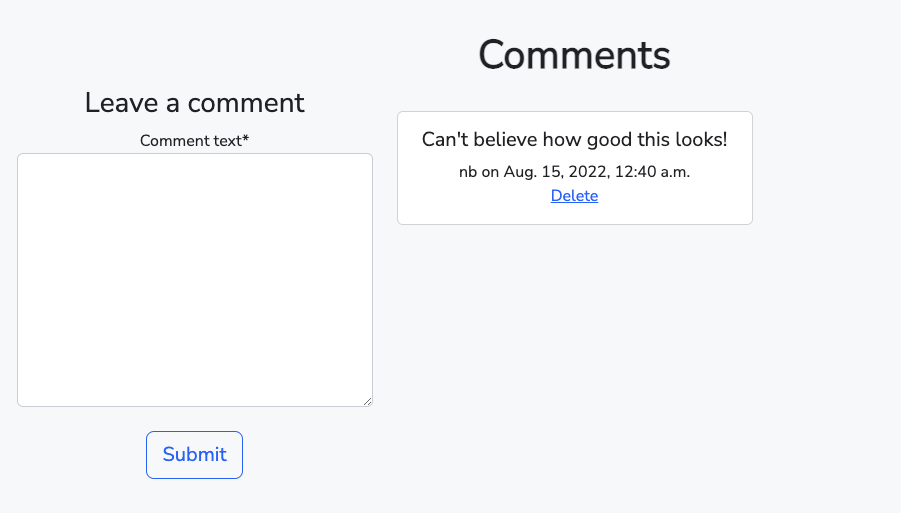 Leave a comment
Comment text*
Submit
Comments
Can't believe how good this looks!
nb on Aug. 15, 2022, 12:40 a.m.
Delete